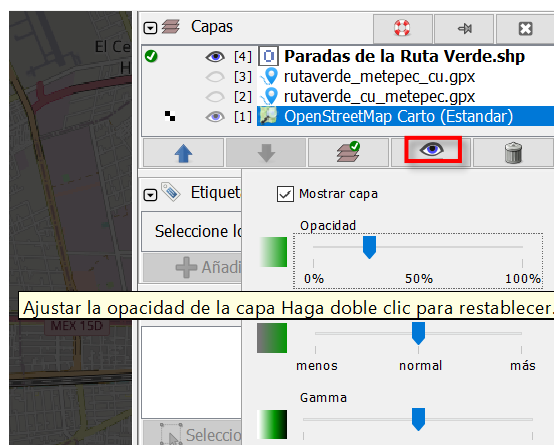 Capas
[4] Paradas de la Ruta Verde.shp
[3] rutaverde_metepec_cu.gpx
[2] rutaverde_cu_metepec.gpx
[1] OpenStreetMap Carto (Estandar)
El Ce
Etiquet
Mostrar capa
Seleccione lo
Opacidad
Añadi
0% 50% 100%
Ajustar la opacidad de la capa Haga doble clic para restablecer.
MEX 15D
menos normal más
Gamma
Seleccio